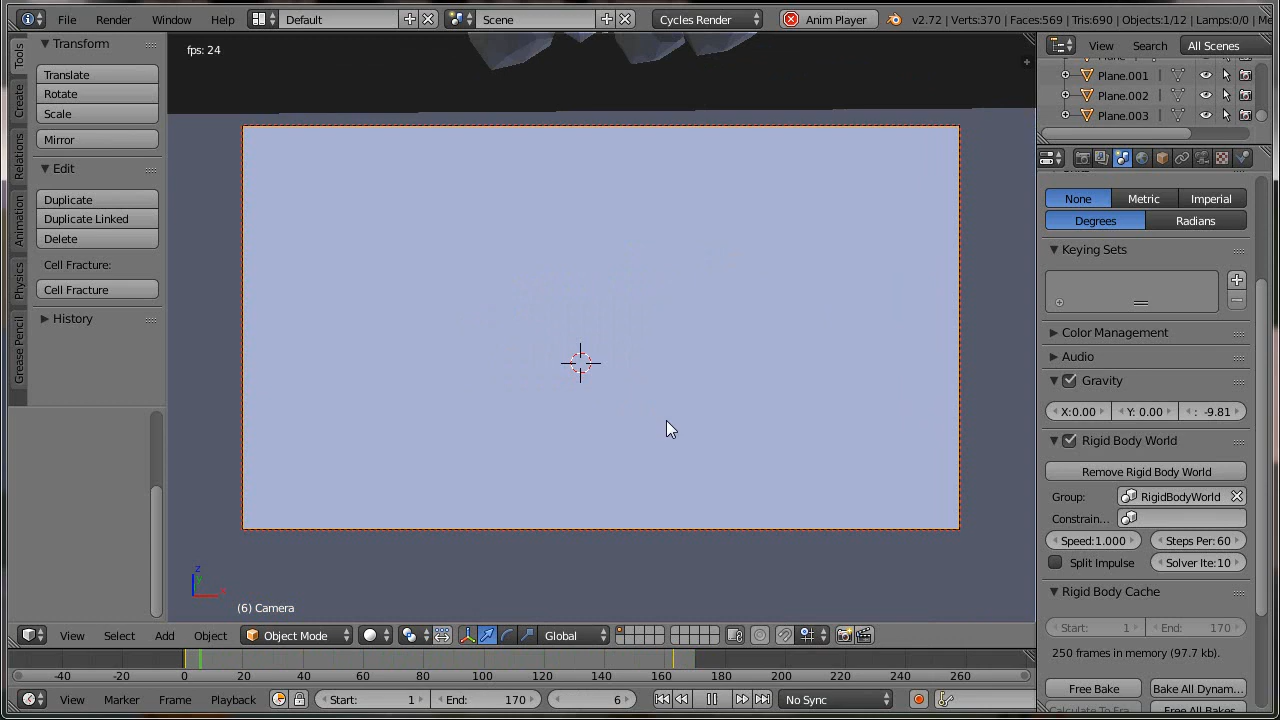 File Render Window Help Default Scene Cycles Render Anim Player v2.72 | Verts:370 | Faces:569 | Tris:690 | Objects:1/12 | Lamps:0/0 | Me
Tools
Create
Relations
Animation
Physics
Grease Pencil
Transform
Translate
Rotate
Scale
Mirror
Edit
Duplicate
Duplicate Linked
Delete
Cell Fracture:
Cell Fracture
History
fps: 24
z
(6) Camera
View Select Add Object Object Mode Global
-40 -20 0 20 40 60 80 100 120 140 160 180 200 220 240 260
View Marker Frame Playback Start: 1 End: 170 6 No Sync
View Search All Scenes
Plane.001
Plane.002
Plane.003
None Metric Imperial
Degrees Radians
Keying Sets
Color Management
Audio
Gravity
X:0.00 Y: 0.00 : -9.81
Rigid Body World
Remove Rigid Body World
Group: RigidBodyWorld
Constrain...
Speed:1.000 Steps Per:60
Split Impulse Solver Ite:10
Rigid Body Cache
Start: 1 End: 170
250 frames in memory (97.7 kb).
Free Bake Bake All Dynam...